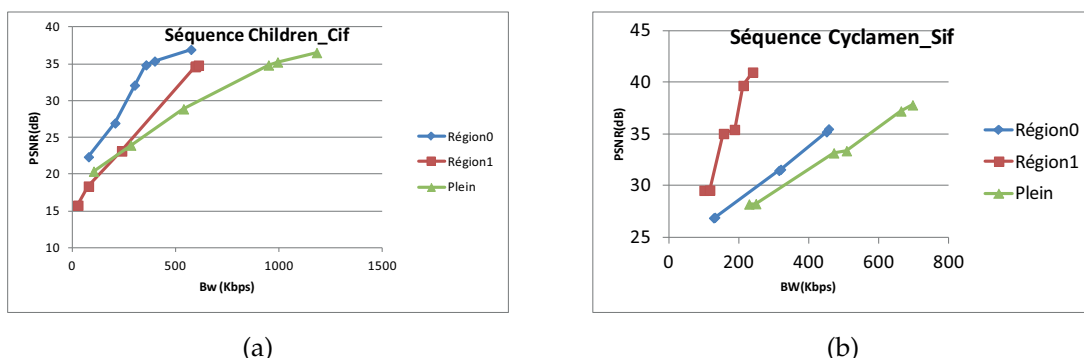 Séquence Children_Cif
PSNR(dB)
40
35
30
25
20
15
10
0
500
1000
1500
Bw (Kbps)
Région0
Région1
Plein
(a)
Séquence Cyclamen_Sif
PSNR(dB)
45
40
35
30
25
0
200
400
600
800
BW(Kbps)
Région0
Région1
Plein
(b)